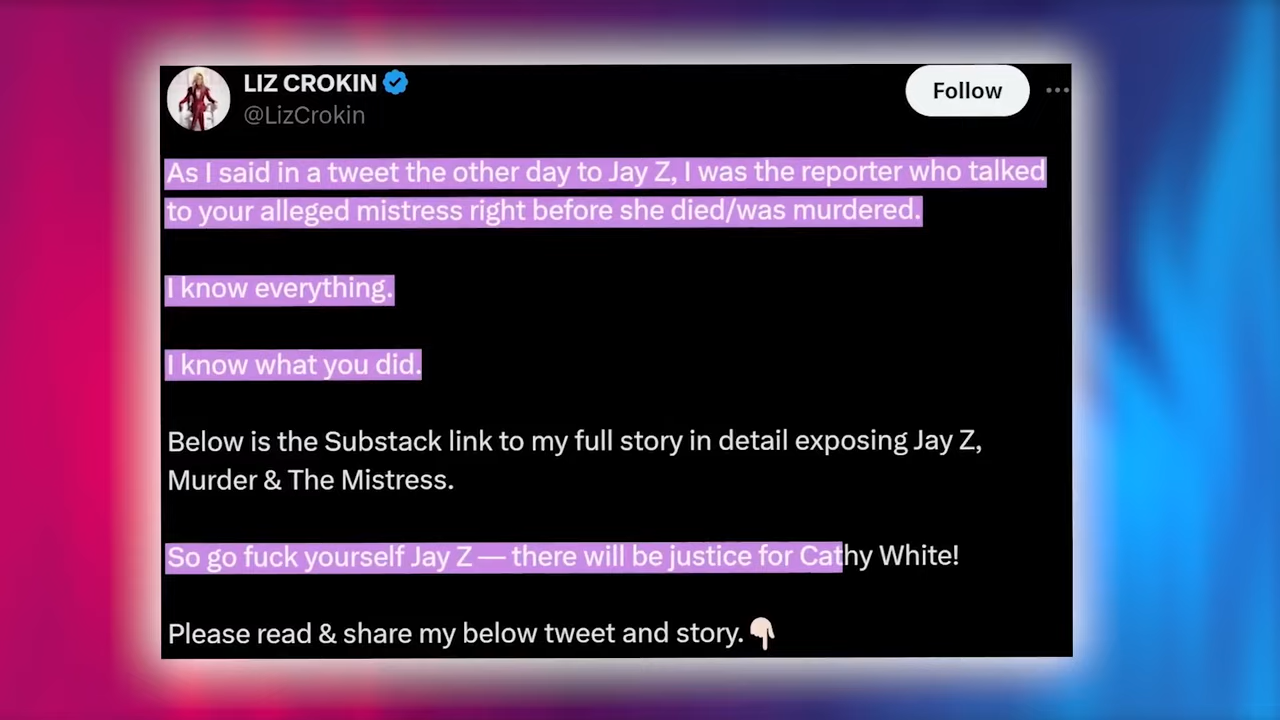 LIZ CROKIN
@LizCrokin
Follow
As I said in a tweet the other day to Jay Z, I was the reporter who talked
to your alleged mistress right before she died/was murdered.
I know everything.
I know what you did.
Below is the Substack link to my full story in detail exposing Jay Z,
Murder & The Mistress.
So go fuck yourself Jay Z — there will be justice for Cathy White!
Please read & share my below tweet and story.👇🏻